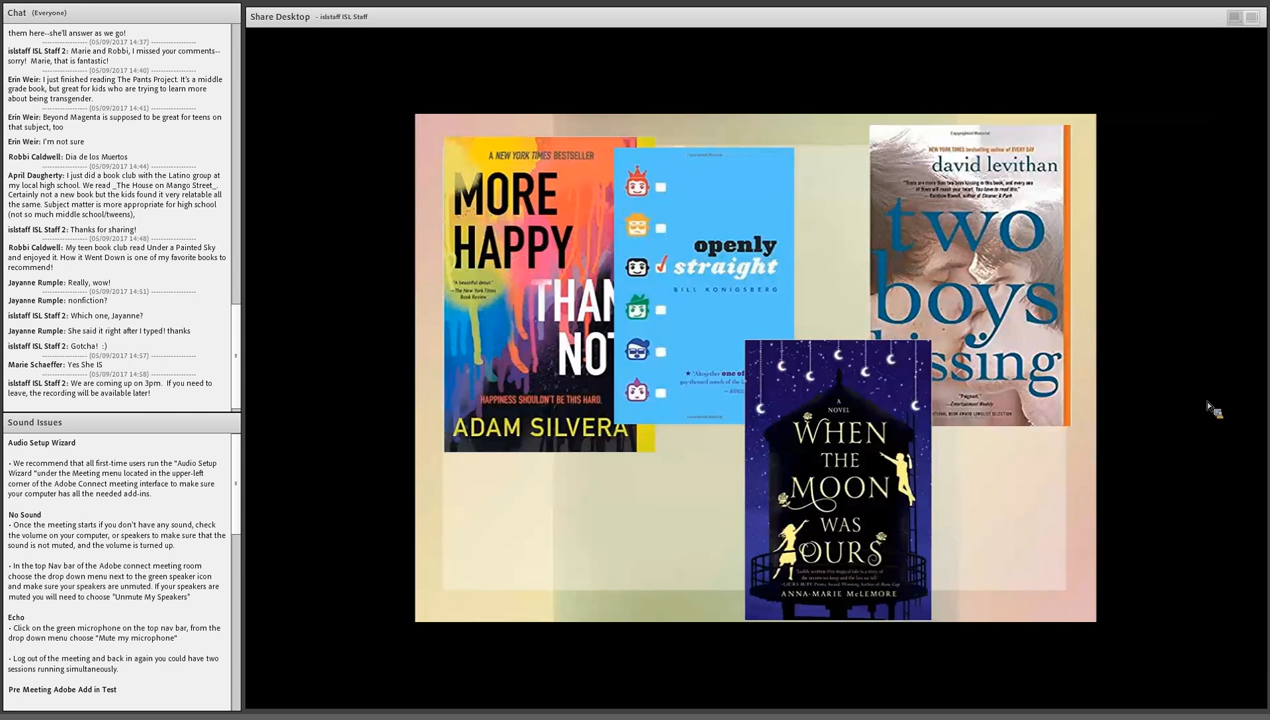 Chat (Everyone)
them here--she'll answer as we go!
------------------ (05/09/2017 14:37) ------------------
islstaff ISL Staff 2: Marie and Robbi, I missed your comments--
sorry! Marie, that is fantastic!
------------------ (05/09/2017 14:40) ------------------
Erin Weir: I just finished reading The Pants Project. It's a middle
grade book, but great for kids who are trying to learn more
about being transgender.
------------------ (05/09/2017 14:41) ------------------
Erin Weir: Beyond Magenta is supposed to be great for teens on
that subject, too
Erin Weir: I'm not sure
Robbi Caldwell: Dia de los Muertos
------------------ (05/09/2017 14:44) ------------------
April Daugherty: I just did a book club with the Latino group at
my local high school. We read _The House on Mango Street_.
Certainly not a new book but the kids found it very relatable all
the same. Subject matter is more appropriate for high school
(not so much middle school/tweens),
islstaff ISL Staff 2: Thanks for sharing!
------------------ (05/09/2017 14:48) ------------------
Robbi Caldwell: My teen book club read Under a Painted Sky
and enjoyed it. How it Went Down is one of my favorite books to
recommend!
Jayanne Rumple: Really, wow!
------------------ (05/09/2017 14:51) ------------------
Jayanne Rumple: nonfiction?
islstaff ISL Staff 2: Which one, Jayanne?
Jayanne Rumple: She said it right after I typed! thanks
islstaff ISL Staff 2: Gotcha! :)
------------------ (05/09/2017 14:57) ------------------
Marie Schaeffer: Yes She IS
------------------ (05/09/2017 14:58) ------------------
islstaff ISL Staff 2: We are coming up on 3pm. If you need to
leave, the recording will be available later!
Sound Issues
Audio Setup Wizard
• We recommend that all first-time users run the "Audio Setup
Wizard "under the Meeting menu located in the upper-left
corner of the Adobe Connect meeting interface to make sure
your computer has all the needed add-ins.
No Sound
• Once the meeting starts if you don't have any sound, check
the volume on your computer, or speakers to make sure that the
sound is not muted, and the volume is turned up.
• In the top Nav bar of the Adobe connect meeting room
choose the drop down menu next to the green speaker icon
and make sure your speakers are unmuted. If your speakers are
muted you will need to choose "Unmute My Speakers"
Echo
• Click on the green microphone on the top nav bar, from the
drop down menu choose "Mute my microphone"
• Log out of the meeting and back in again you could have two
sessions running simultaneously.
Pre Meeting Adobe Add in Test
Share Desktop - islstaff ISL Staff
A NEW YORK TIMES BESTSELLER
MORE
HAPPY
THAN
NOT
"A beautiful debut."
—The New York Times
Book Review
HAPPINESS SHOULDN'T BE THIS HARD.
ADAM SILVERA
openly
straight
BILL KONIGSBERG
Copyrighted Material
NEW YORK TIMES bestselling author of EVERY DAY
david levithan
two
boys
kissing
A
NOVEL
WHEN
THE
MOON
WAS
OURS
ANNA-MARIE McLEMORE